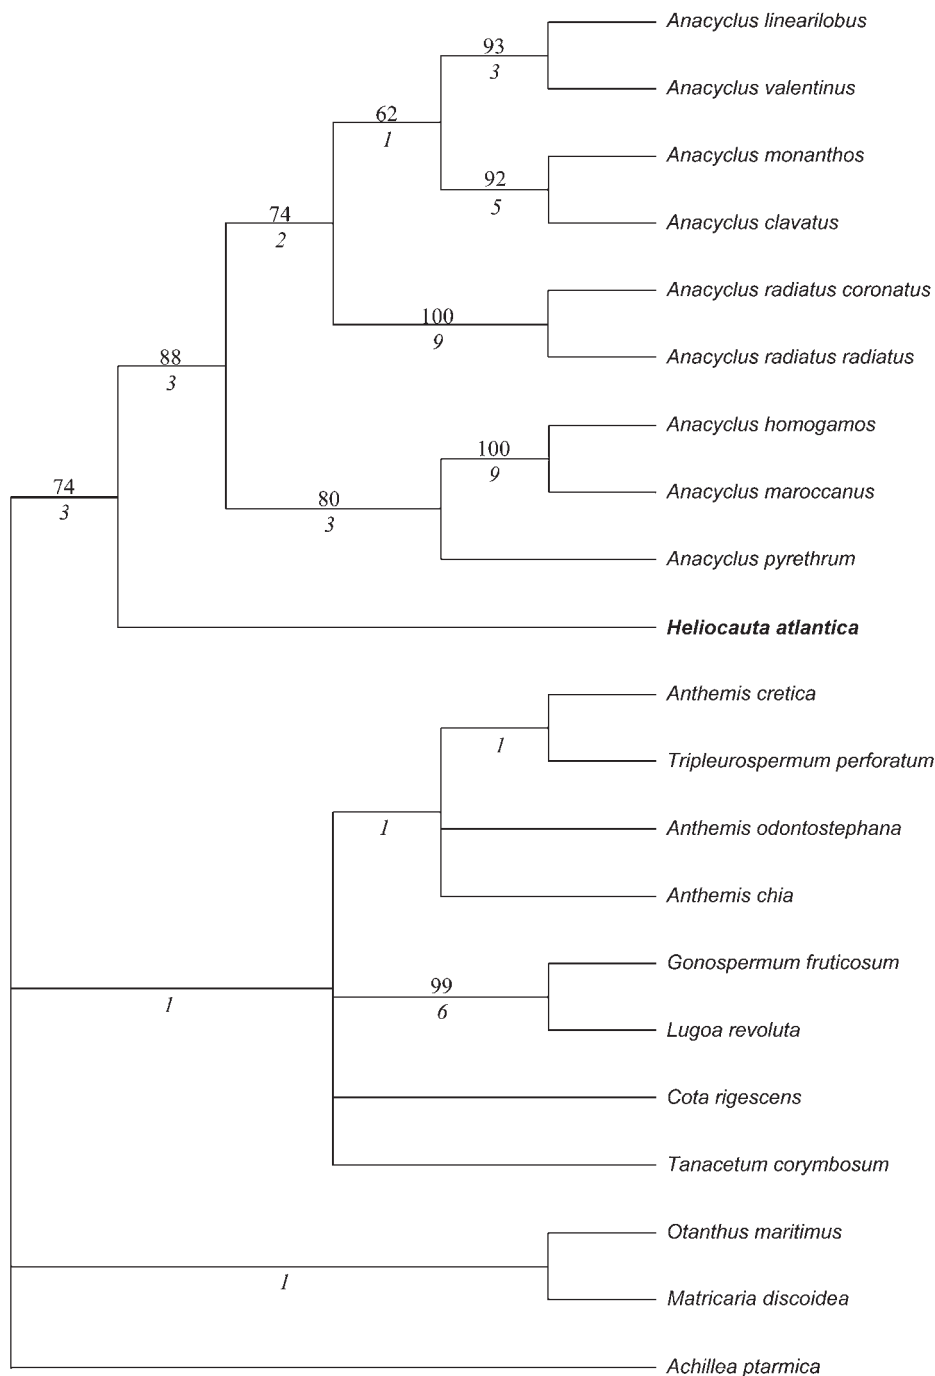 Anacyclus linearilobus
93
3
Anacyclus valentinus
62
1
Anacyclus monanthos
92
5
Anacyclus clavatus
74
2
Anacyclus radiatus coronatus
100
9
Anacyclus radiatus radiatus
88
3
Anacyclus homogamos
100
9
Anacyclus maroccanus
74
3
80
3
Anacyclus pyrethrum
Heliocauta atlantica
Anthemis cretica
1
Tripleurospermum perforatum
1
Anthemis odontostephana
Anthemis chia
Gonospermum fruticosum
99
6
1
Lugoa revoluta
Cota rigescens
Tanacetum corymbosum
Otanthus maritimus
1
Matricaria discoidea
Achillea ptarmica